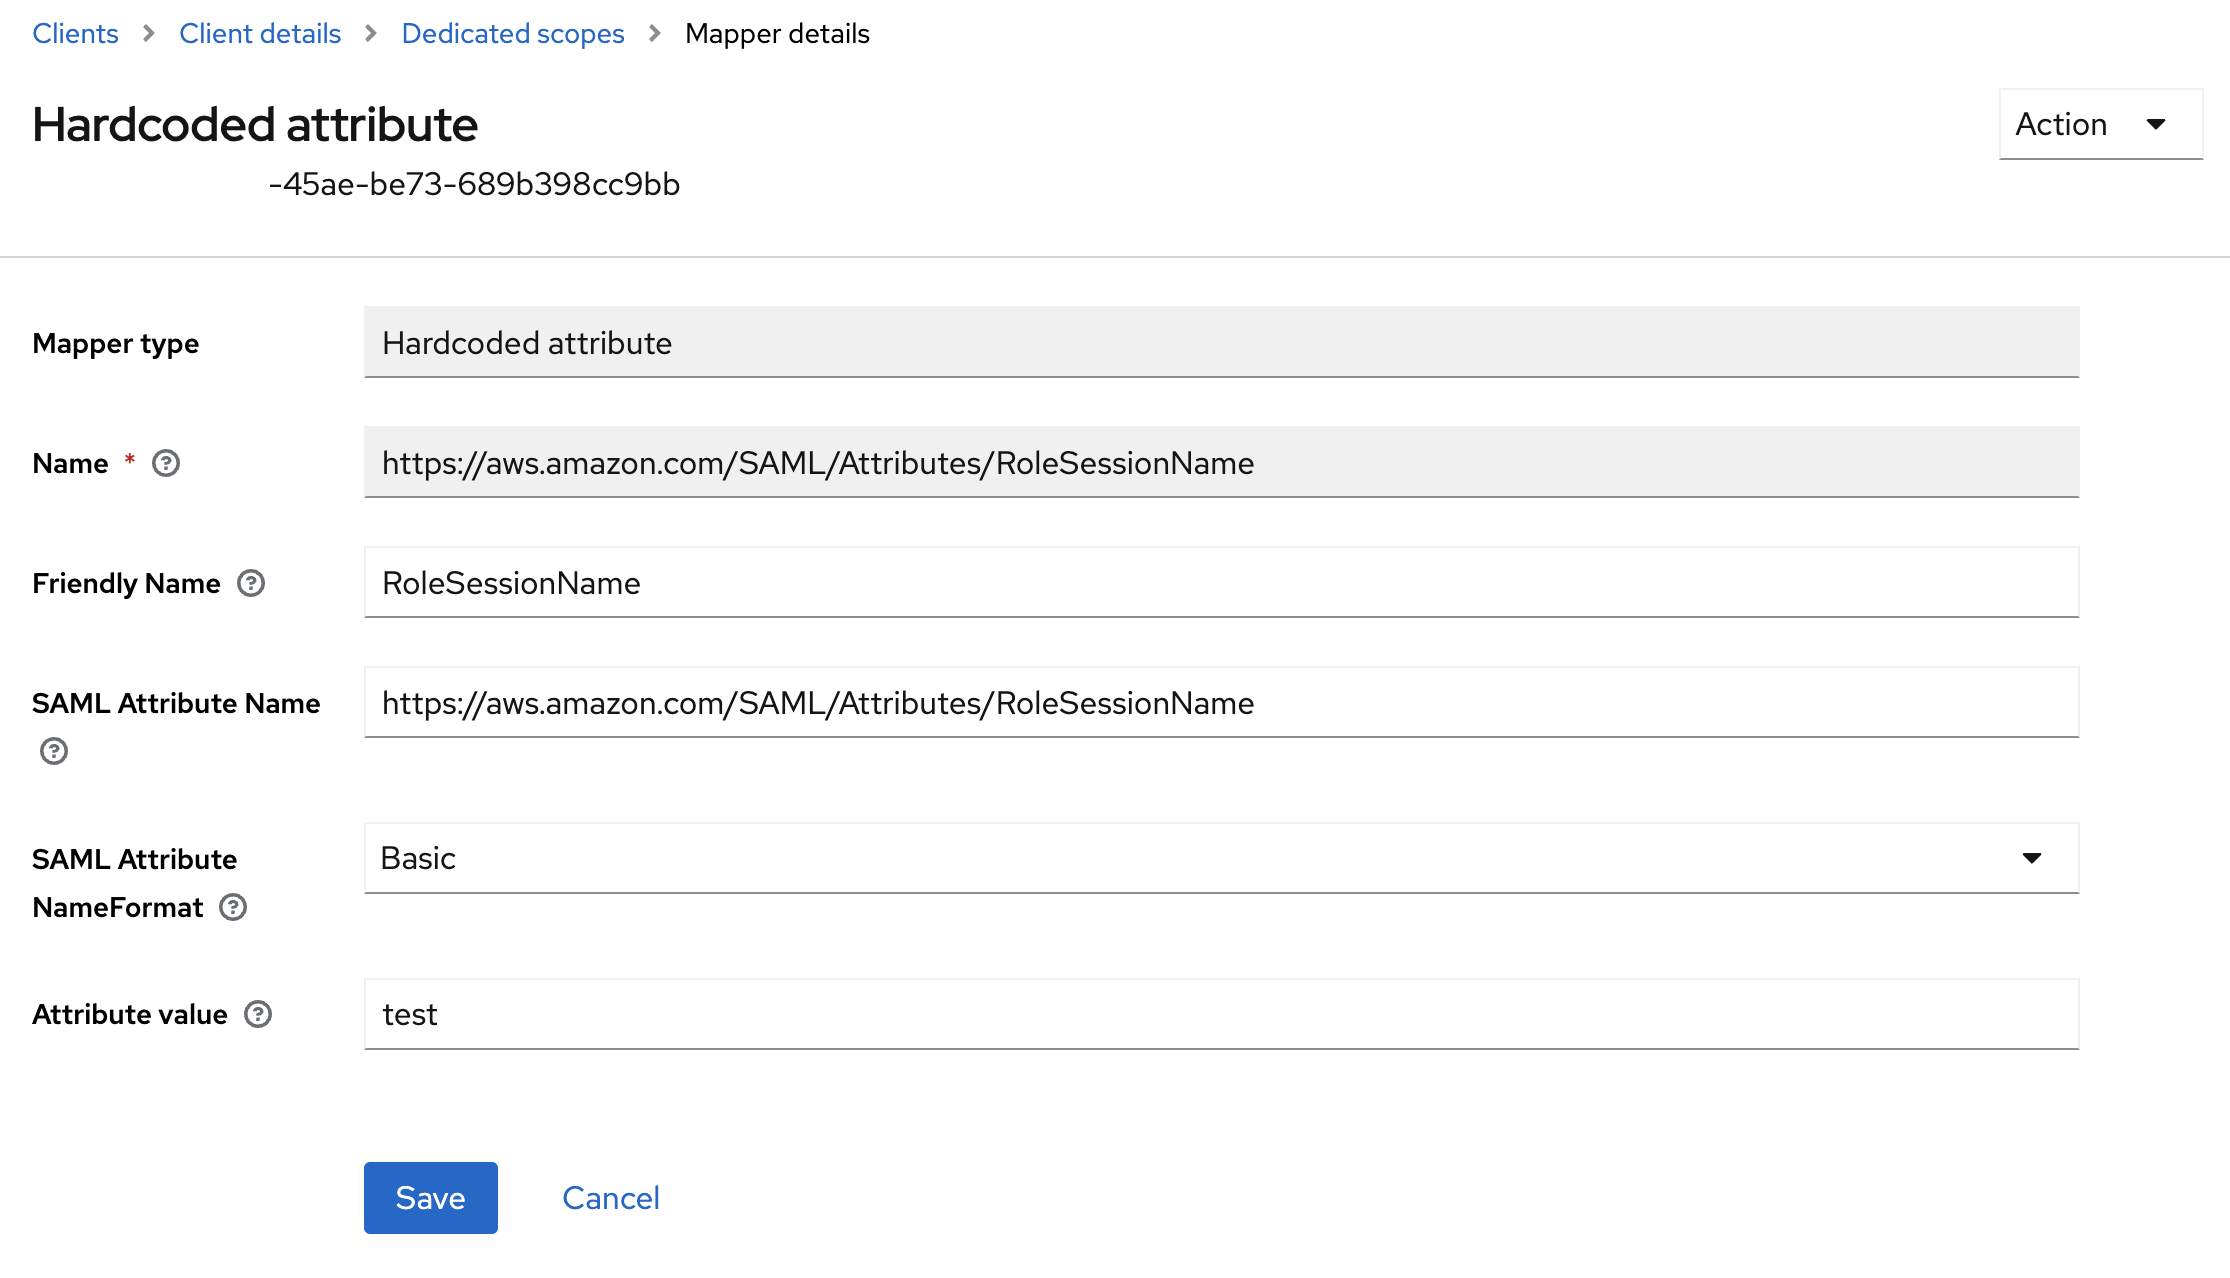 Clients > Client details > Dedicated scopes > Mapper details
Hardcoded attribute
Action
-45ae-be73-689b398cc9bb
Mapper type
Hardcoded attribute
Name *
https://aws.amazon.com/SAML/Attributes/RoleSessionName
Friendly Name
RoleSessionName
SAML Attribute Name
https://aws.amazon.com/SAML/Attributes/RoleSessionName
SAML Attribute
NameFormat
Basic
Attribute value
test
Save
Cancel